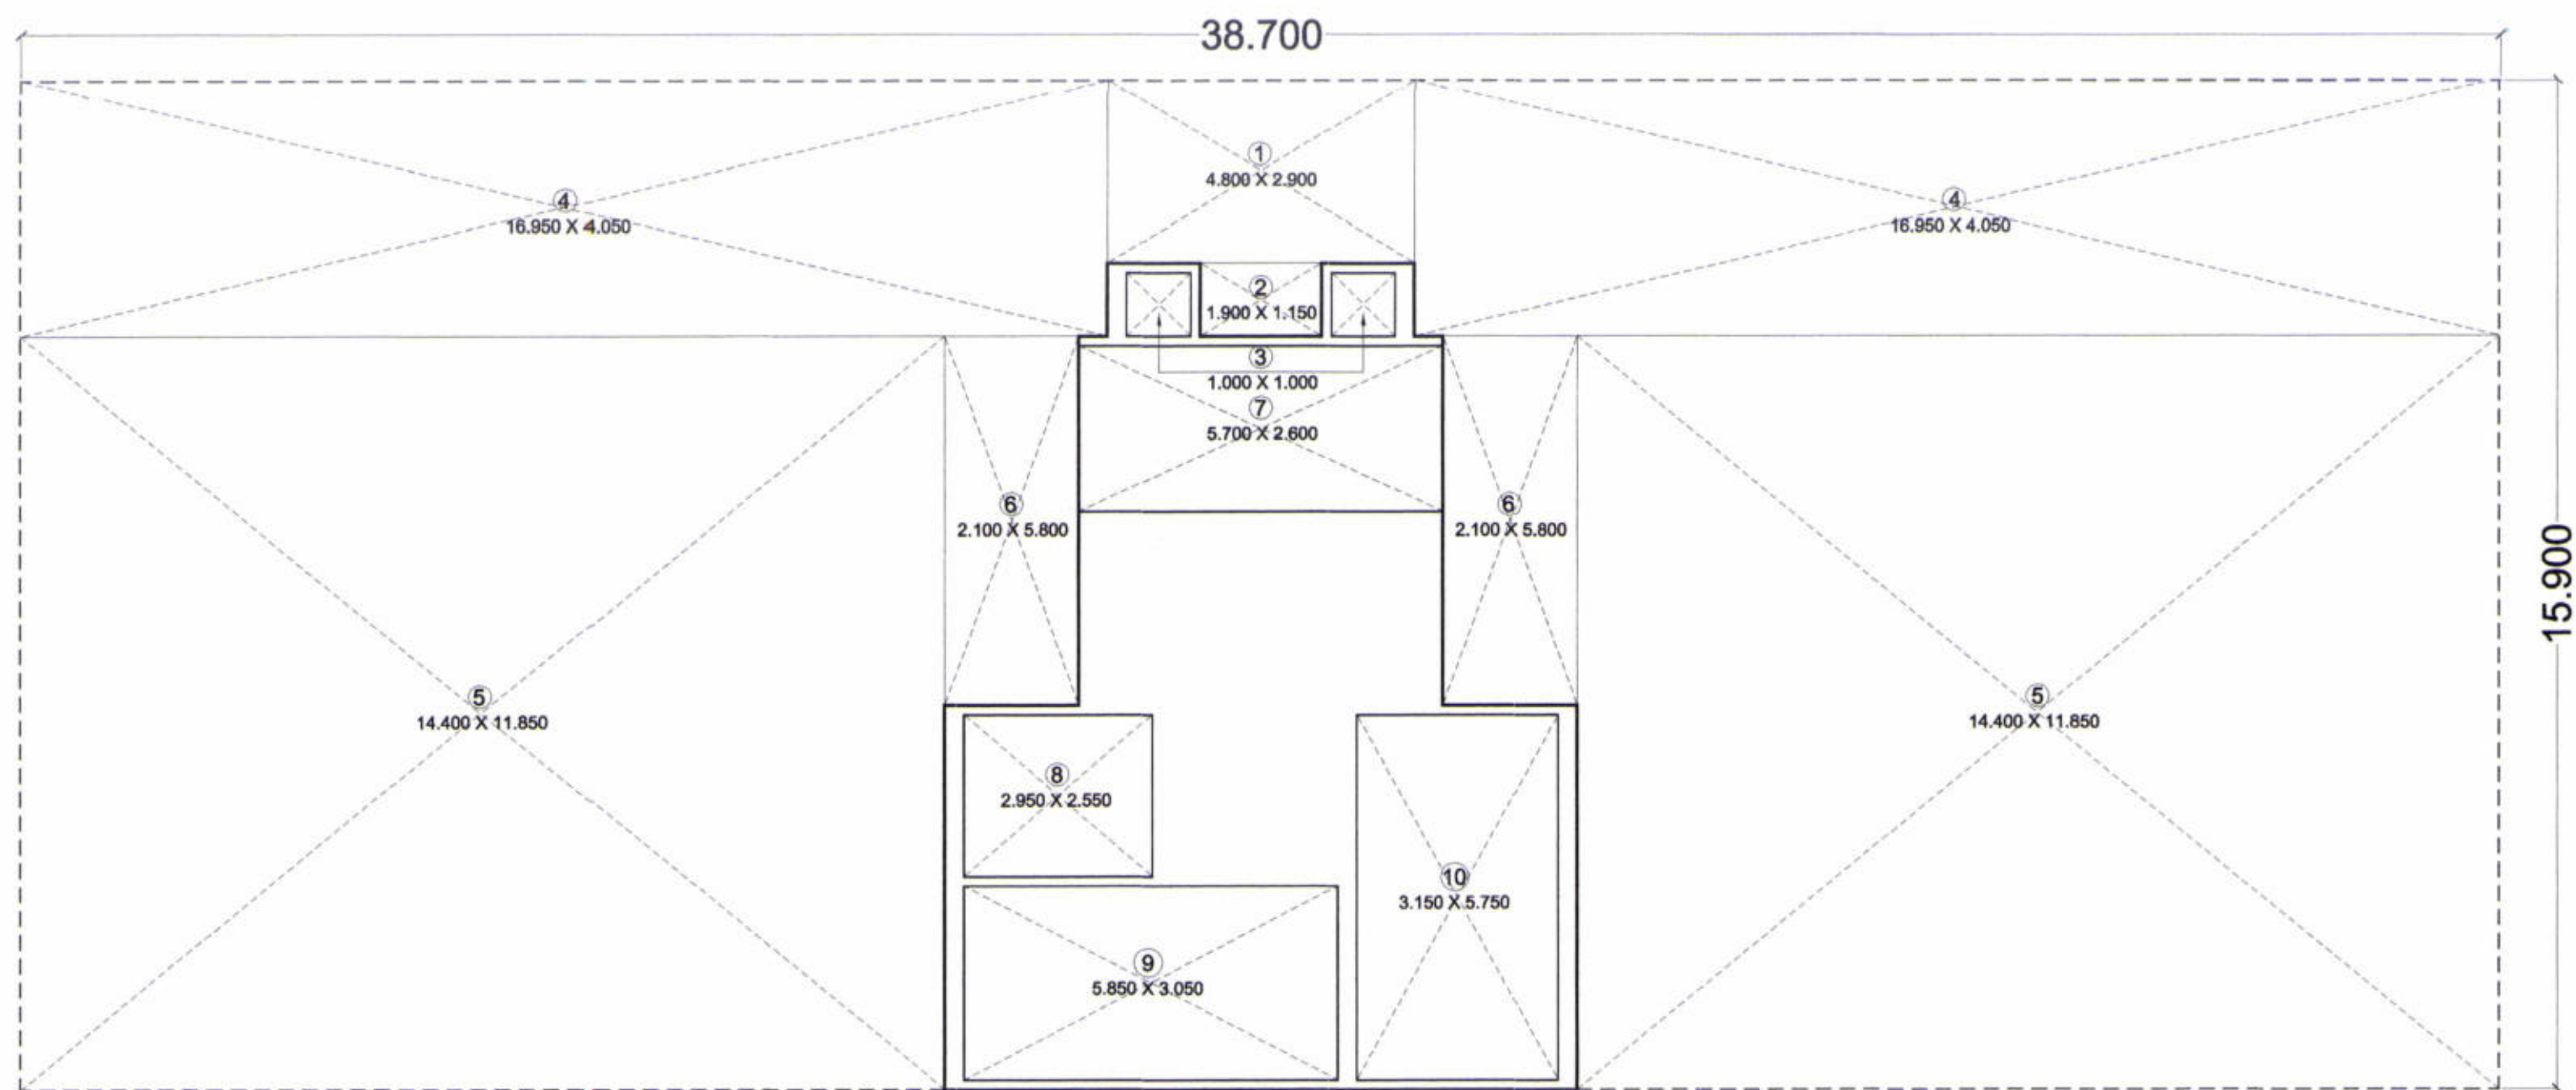 38.700
①
4.800 X 2.900
④
16.950 X 4.050
④
16.950 X 4.050
②
1.900 X 1.150
③
1.000 X 1.000
⑦
5.700 X 2.600
⑥
2.100 X 5.800
⑥
2.100 X 5.800
15.900
⑤
14.400 X 11.850
⑤
14.400 X 11.850
⑧
2.950 X 2.550
⑩
3.150 X 5.750
⑨
5.850 X 3.050